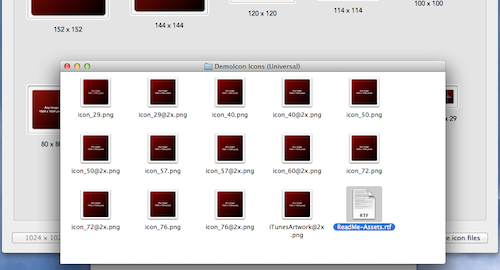 152 x 152
144 x 144
120 x 120
114 x 114
100 x 100
DemoIcon Icons (Universal)
icon_29.png
icon_29@2x.png
icon_40.png
icon_40@2x.png
icon_50.png
80 x 8
x 29
icon_50@2x.png
icon_57.png
icon_57@2x.png
icon_60@2x.png
icon_72.png
RTF
icon_72@2x.png
icon_76.png
icon_76@2x.png
iTunesArtwork@2x
.png
ReadMe-Assets.rtf
1024 x 102
e icon files